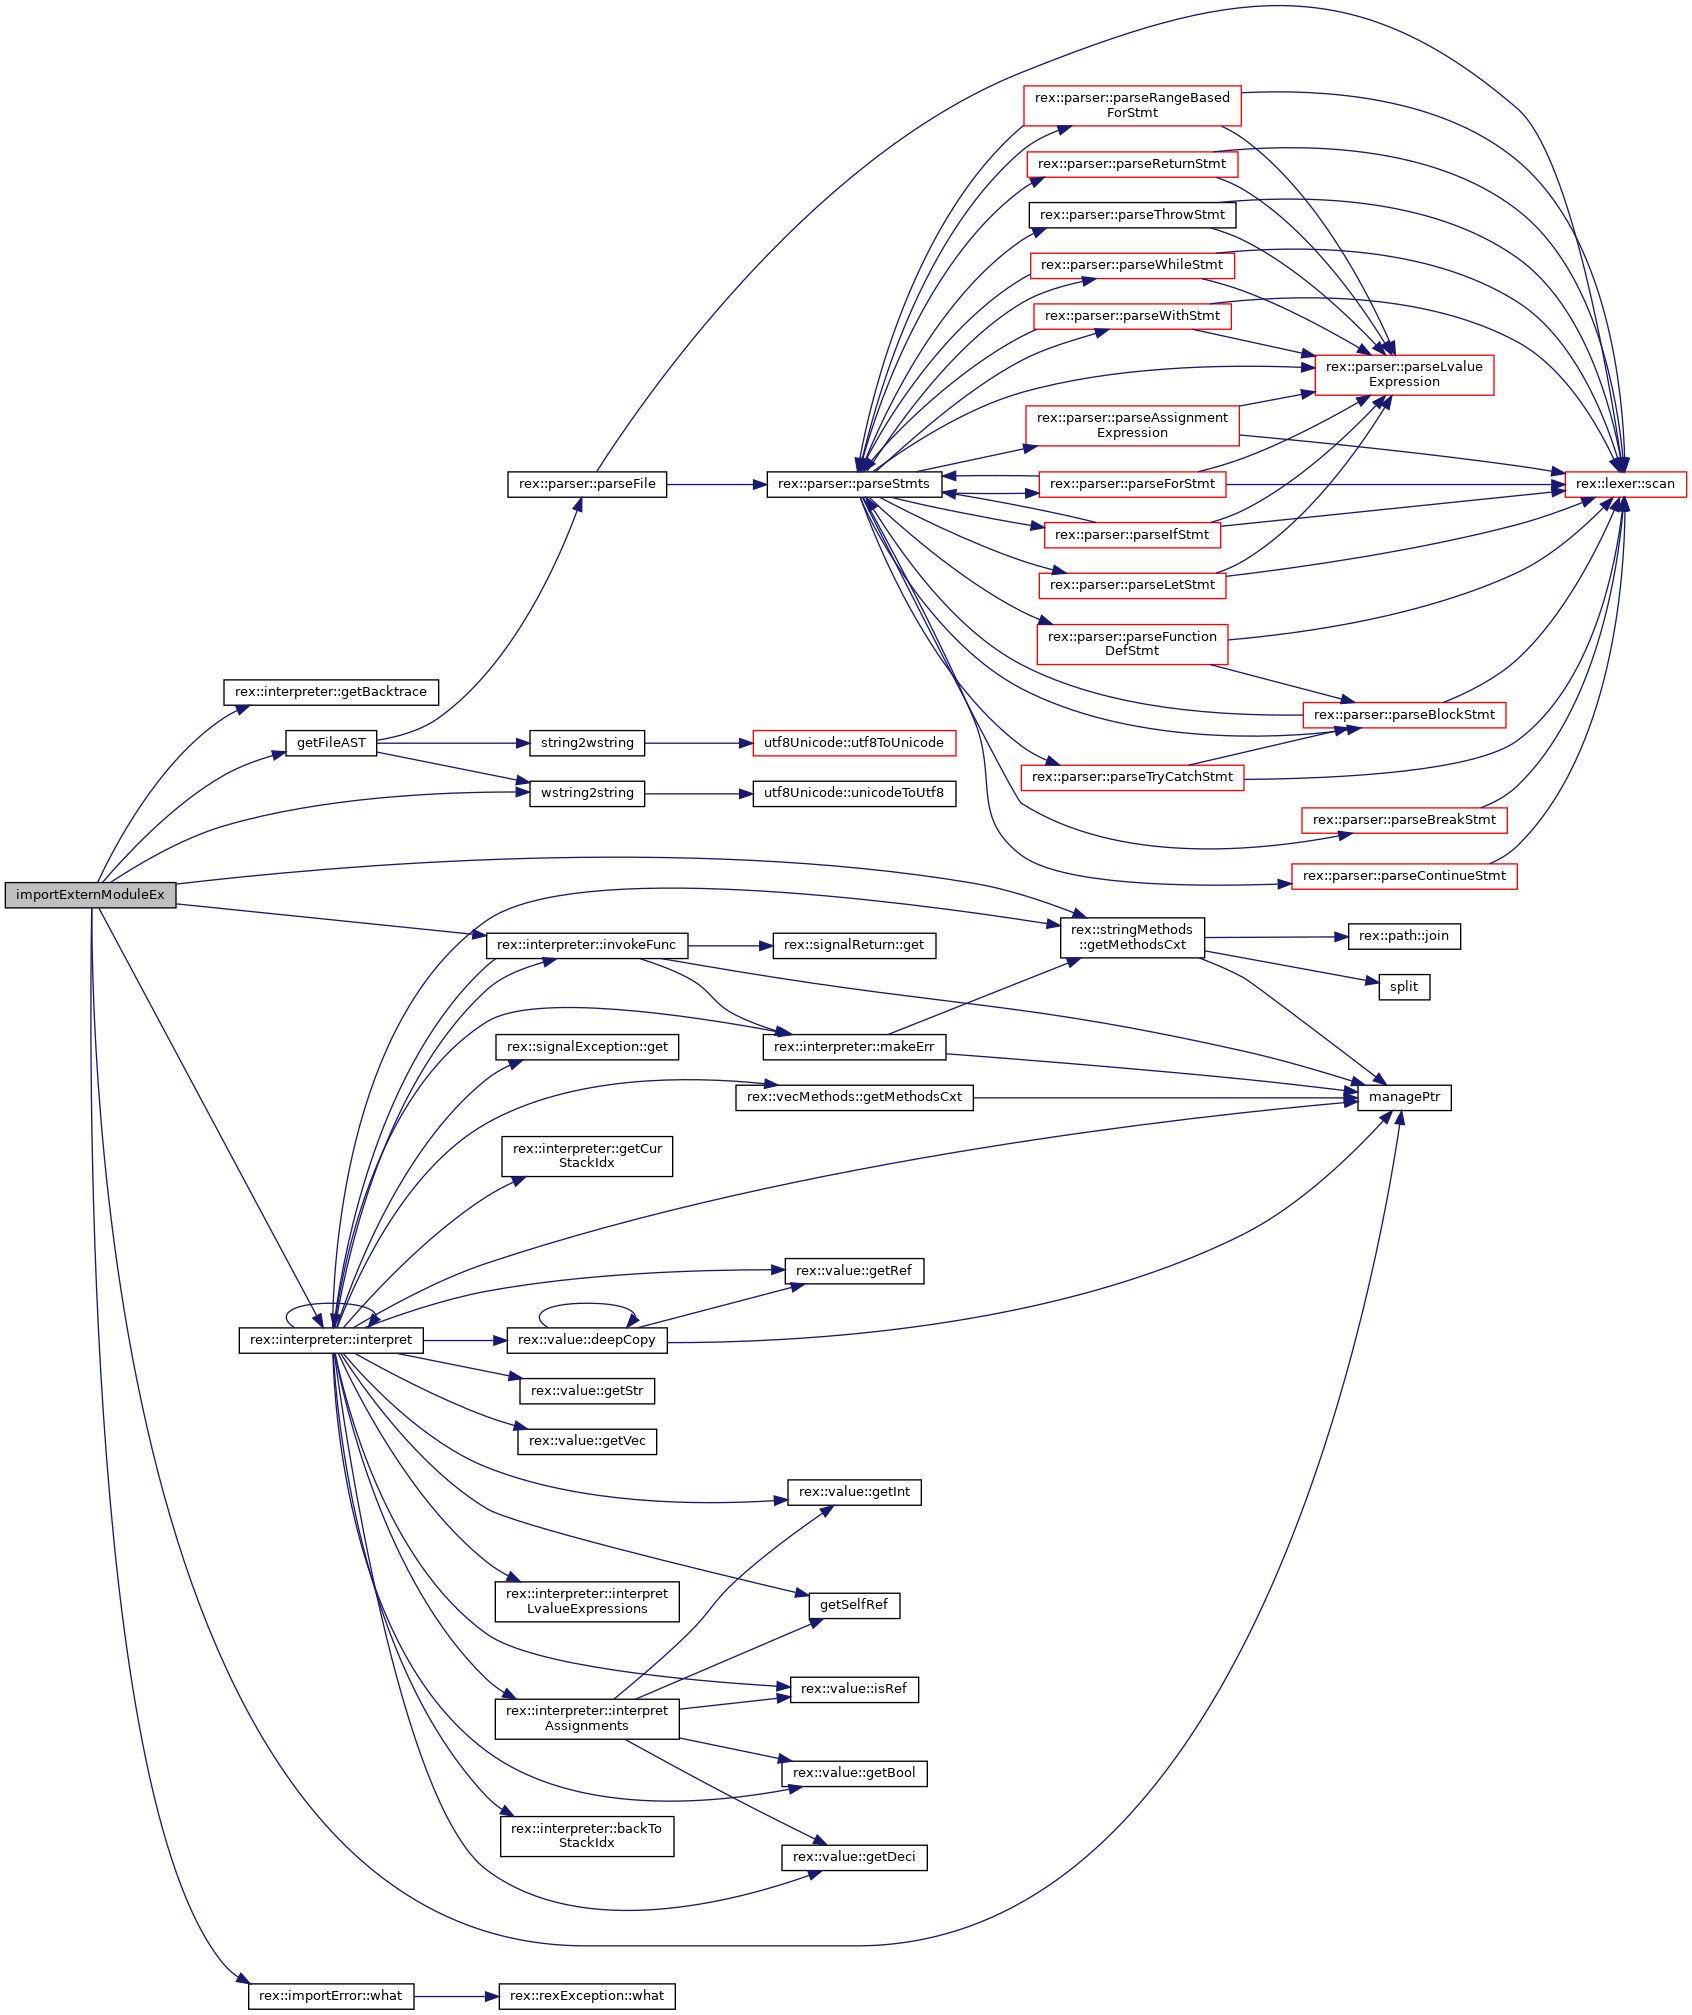 rex::parser::parseRangeBased
ForStmt
rex::parser::parseReturnStmt
rex::parser::parseThrowStmt
rex::parser::parseWhileStmt
rex::parser::parseWithStmt
rex::parser::parseLvalue
Expression
rex::parser::parseAssignment
Expression
rex::parser::parseFile
rex::parser::parseStmts
rex::parser::parseForStmt
rex::lexer::scan
rex::parser::parseIfStmt
rex::parser::parseLetStmt
rex::parser::parseFunction
DefStmt
rex::interpreter::getBacktrace
rex::parser::parseBlockStmt
getFileAST
string2wstring
utf8Unicode::utf8ToUnicode
rex::parser::parseTryCatchStmt
wstring2string
utf8Unicode::unicodeToUtf8
rex::parser::parseBreakStmt
rex::parser::parseContinueStmt
importExternModuleEx
rex::stringMethods
::getMethodsCxt
rex::path::join
rex::interpreter::invokeFunc
rex::signalReturn::get
split
rex::signalException::get
rex::interpreter::makeErr
rex::vecMethods::getMethodsCxt
managePtr
rex::interpreter::getCur
StackIdx
rex::value::getRef
rex::interpreter::interpret
rex::value::deepCopy
rex::value::getStr
rex::value::getVec
rex::value::getInt
rex::interpreter::interpret
LvalueExpressions
getSelfRef
rex::value::isRef
rex::interpreter::interpret
Assignments
rex::value::getBool
rex::interpreter::backTo
StackIdx
rex::value::getDeci
rex::importError::what
rex::rexException::what